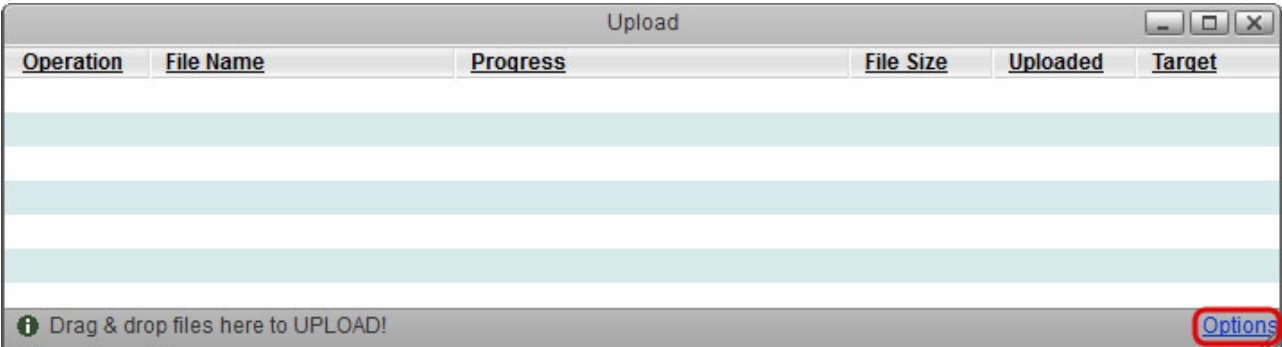 Upload
Operation File Name Progress File Size Uploaded Target
Drag & drop files here to UPLOAD! Options